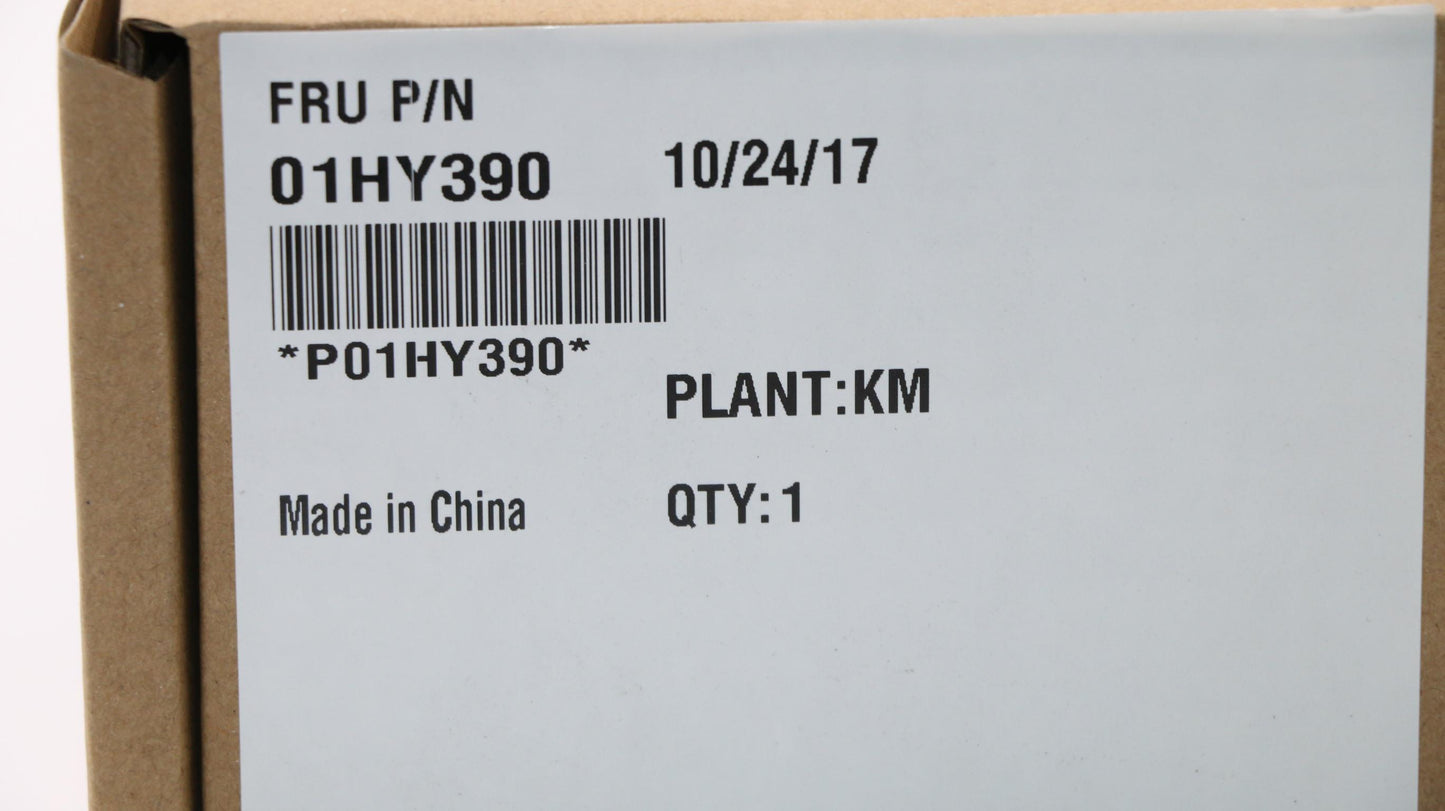 FRU P/N
01HY390
10/24/17
*P01HY390*
PLANT:KM
Made in China
QTY: 1